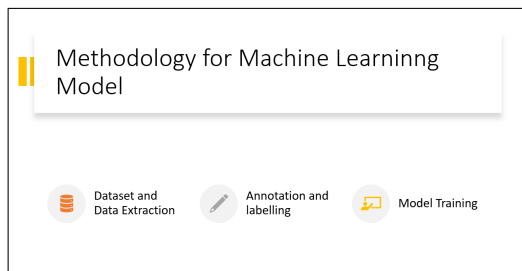 Methodology for Machine Learninng
Model
Dataset and
Data Extraction
Annotation and
labelling
Model Training